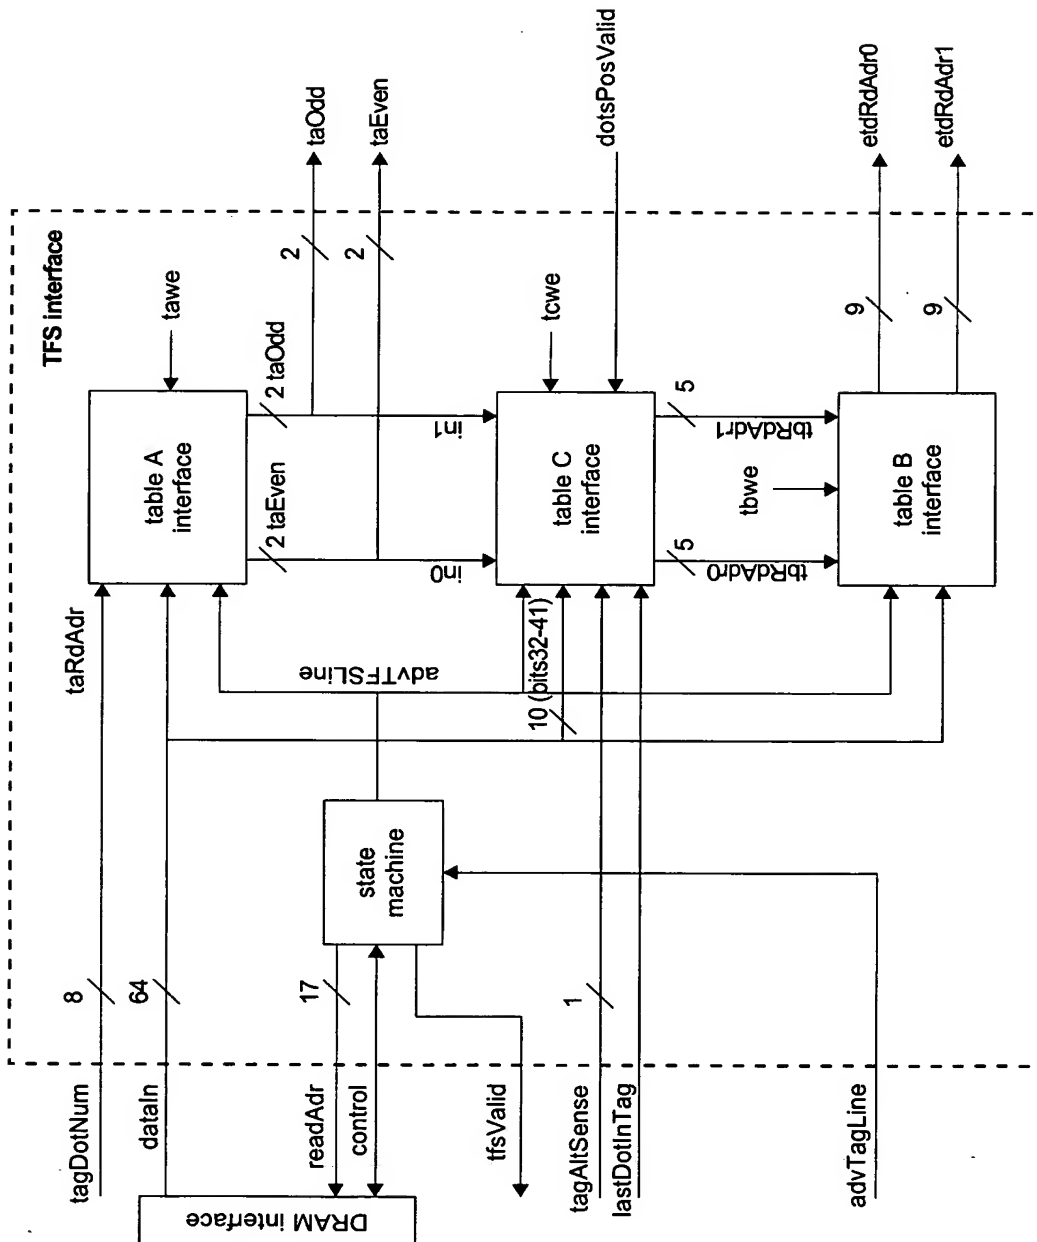 TFS interface
taOdd
taEven
dotsPosValid
etdRdAdr0
etdRdAdr1
2
2
9
9
tawe
tcwe
tbwe
table A
interface
2 taOdd
2 taEven
in1
in0
table C
interface
5
5
tbRdAdr1
tbRdAdr0
table B
interface
taRdAdr
advTFSLine
10 (bits32-41)
state
machine
8
64
17
1
tagDotNum
dataIn
readAdr
control
tfsValid
tagAltSense
lastDotInTag
advTagLine
DRAM interface